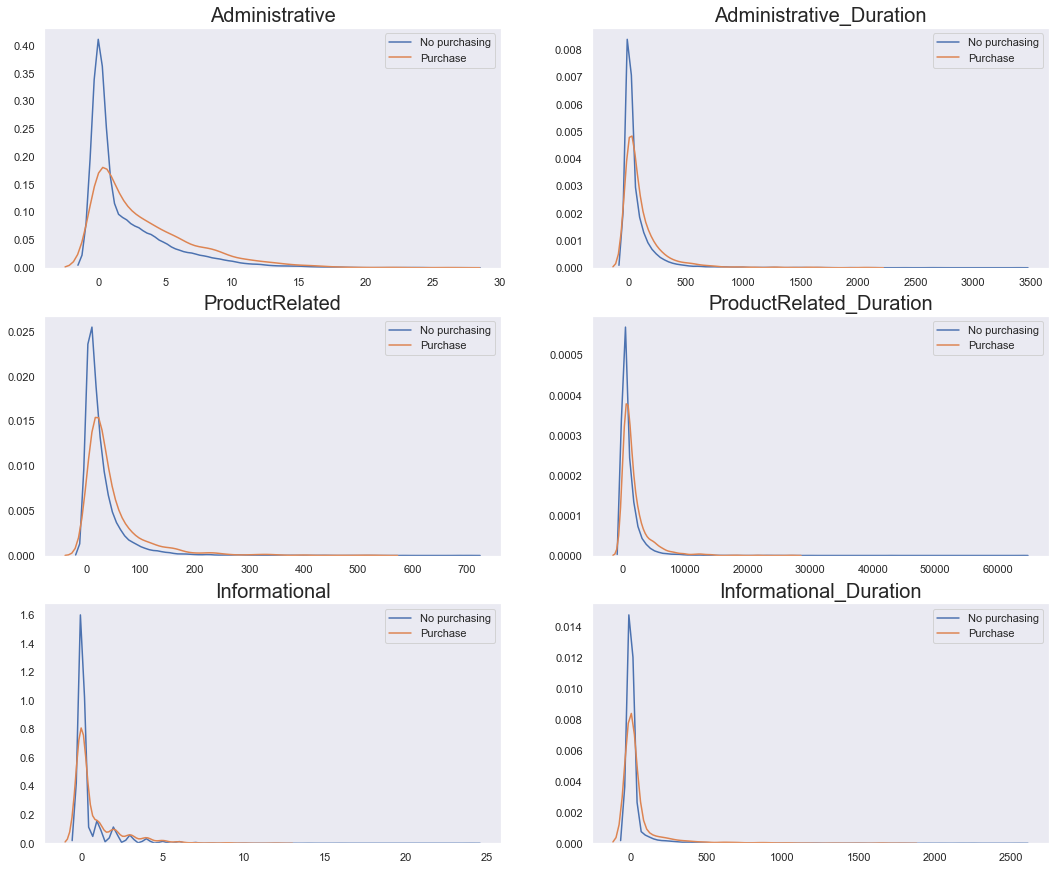 Administrative
No purchasing
Purchase
0.40
0.35
0.30
0.25
0.20
0.15
0.10
0.05
0.00
0 5 10 15 20 25 30
Administrative_Duration
No purchasing
Purchase
0.008
0.007
0.006
0.005
0.004
0.003
0.002
0.001
0.000
0 500 1000 1500 2000 2500 3000 3500
ProductRelated
No purchasing
Purchase
0.025
0.020
0.015
0.010
0.005
0.000
0 100 200 300 400 500 600 700
ProductRelated_Duration
No purchasing
Purchase
0.0005
0.0004
0.0003
0.0002
0.0001
0.0000
0 10000 20000 30000 40000 50000 60000
Informational
No purchasing
Purchase
1.6
1.4
1.2
1.0
0.8
0.6
0.4
0.2
0.0
0 5 10 15 20 25
Informational_Duration
No purchasing
Purchase
0.014
0.012
0.010
0.008
0.006
0.004
0.002
0.000
0 500 1000 1500 2000 2500